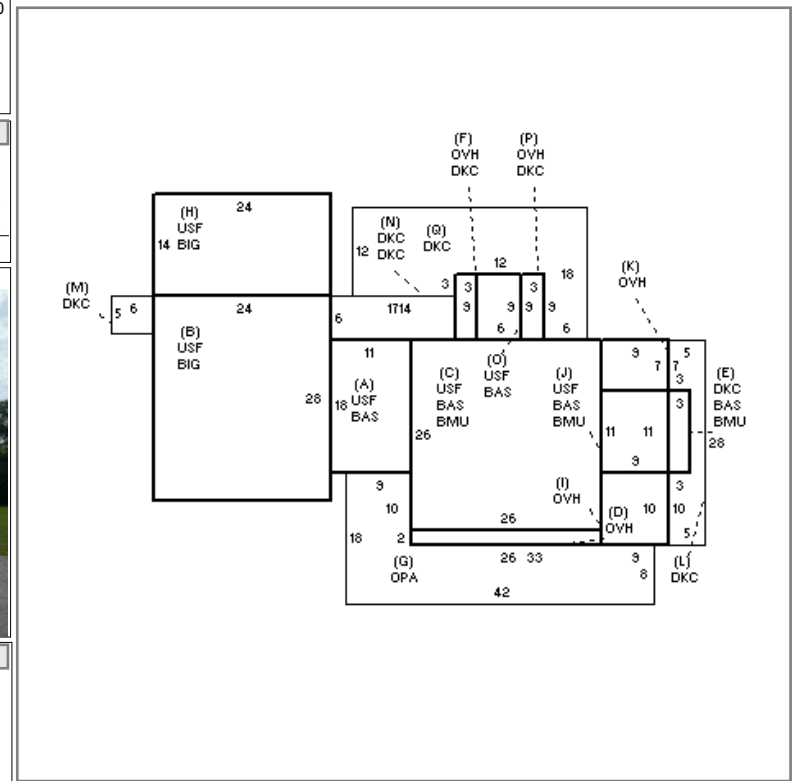 (F)
OVH
DKC
(P)
OVH
DKC
(H)
USF
BIG
24
14
(N)
DKC
DKC
(Q)
DKC
12
12
18
(K)
OVH
(M)
DKC
5
6
24
6
1714
3
3
9
9
3
9
9
6
6
(B)
USF
BIG
28
11
(A)
USF
BAS
18
(C)
USF
BAS
BMU
26
(O)
USF
BAS
(J)
USF
BAS
BMU
9
7
7
5
3
3
(E)
DKC
BAS
BMU
28
11
11
9
9
10
18
2
(I)
OVH
(D)
OVH
26
10
3
10
5
(G)
OPA
26
33
9
8
(L)
DKC
42